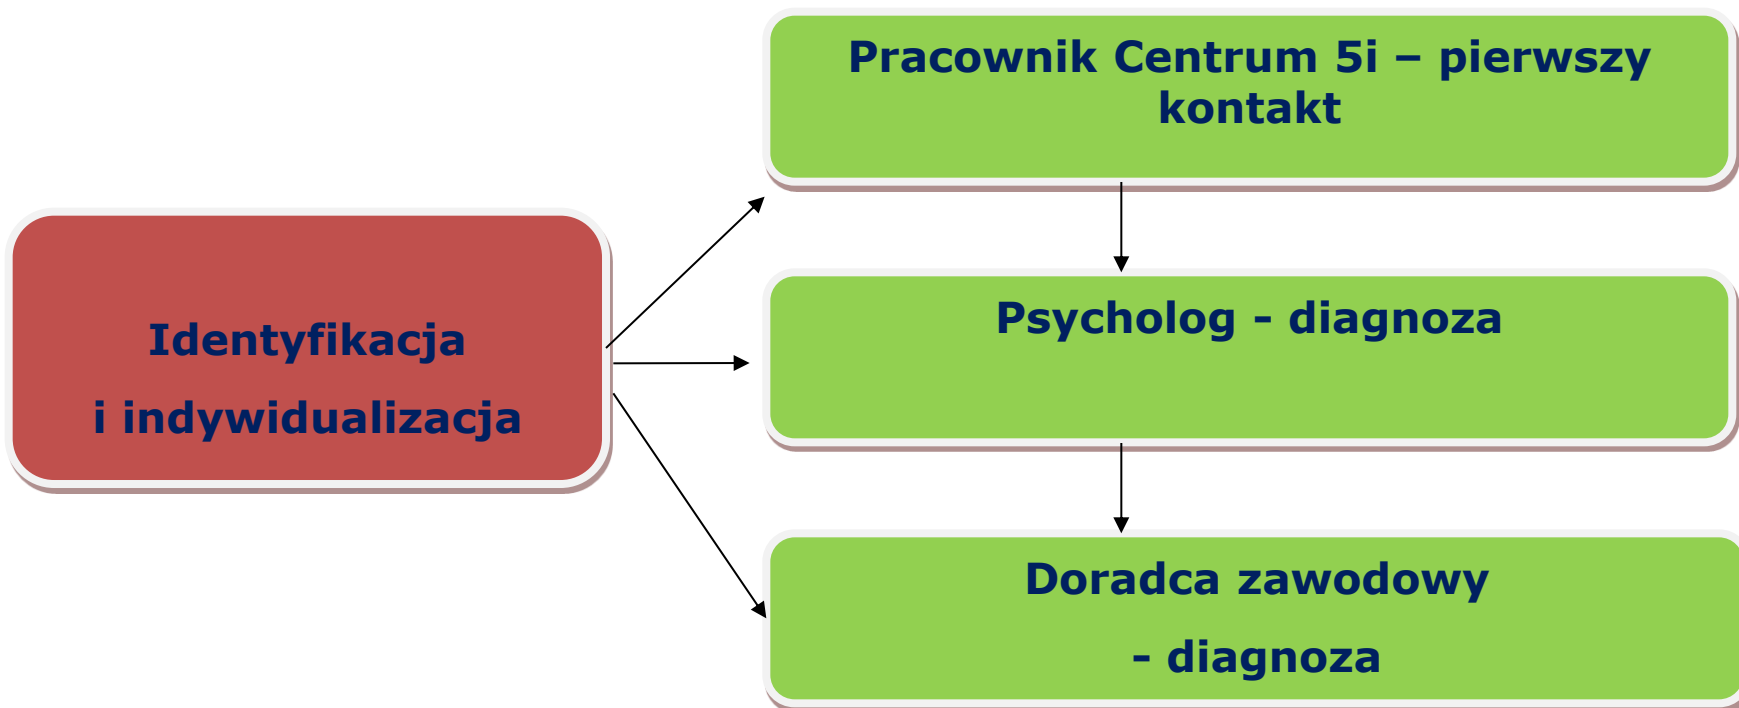 Pracownik Centrum 5i – pierwszy
kontakt
Identyfikacja
i indywidualizacja
Psycholog - diagnoza
Doradca zawodowy
- diagnoza